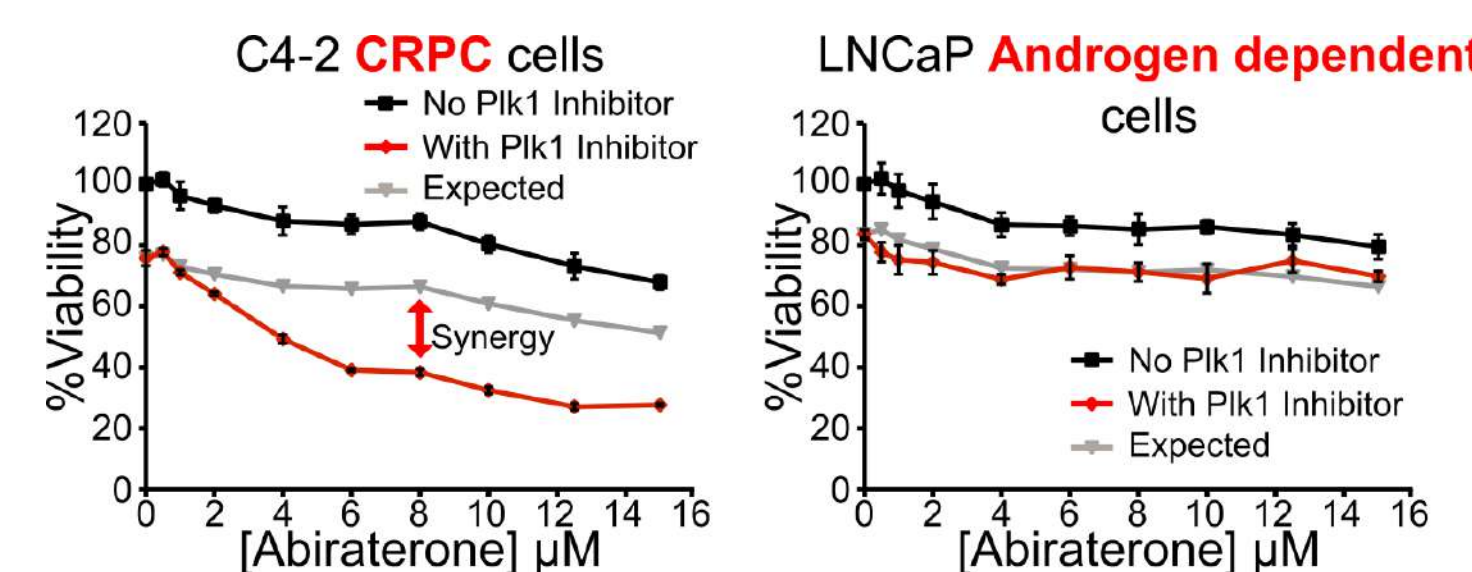 C4-2 CRPC cells
No Plk1 Inhibitor
With Plk1 Inhibitor
Expected
120
100
80
60
40
20
0
%Viability
Synergy
0 2 4 6 8 10 12 14 16
[Abiraterone] µM
LNCaP Androgen dependent
cells
120
100
80
60
40
20
0
%Viability
No Plk1 Inhibitor
With Plk1 Inhibitor
Expected
0 2 4 6 8 10 12 14 16
[Abiraterone] µM